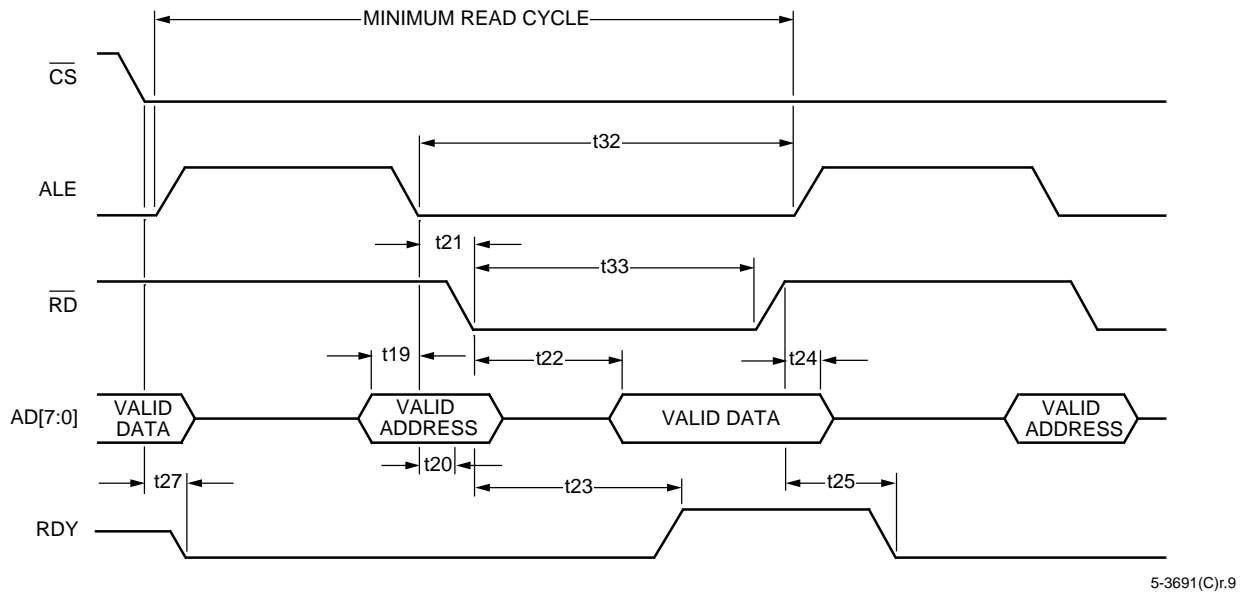 MINIMUM READ CYCLE
CS
t32
ALE
t21
t33
RD
t19
t22
t24
AD[7:0]
VALID
DATA
VALID
ADDRESS
VALID DATA
VALID
ADDRESS
t20
t27
t23
t25
RDY
5-3691(C)r.9